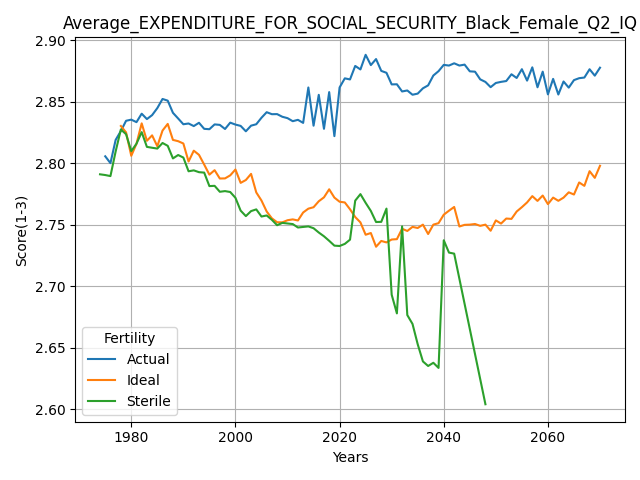 Average_EXPENDITURE_FOR_SOCIAL_SECURITY_Black_Female_Q2_IQ
2.90
2.85
2.80
2.75
2.70
2.65
2.60
Score(1-3)
Fertility
Actual
Ideal
Sterile
1980 2000 2020 2040 2060
Years